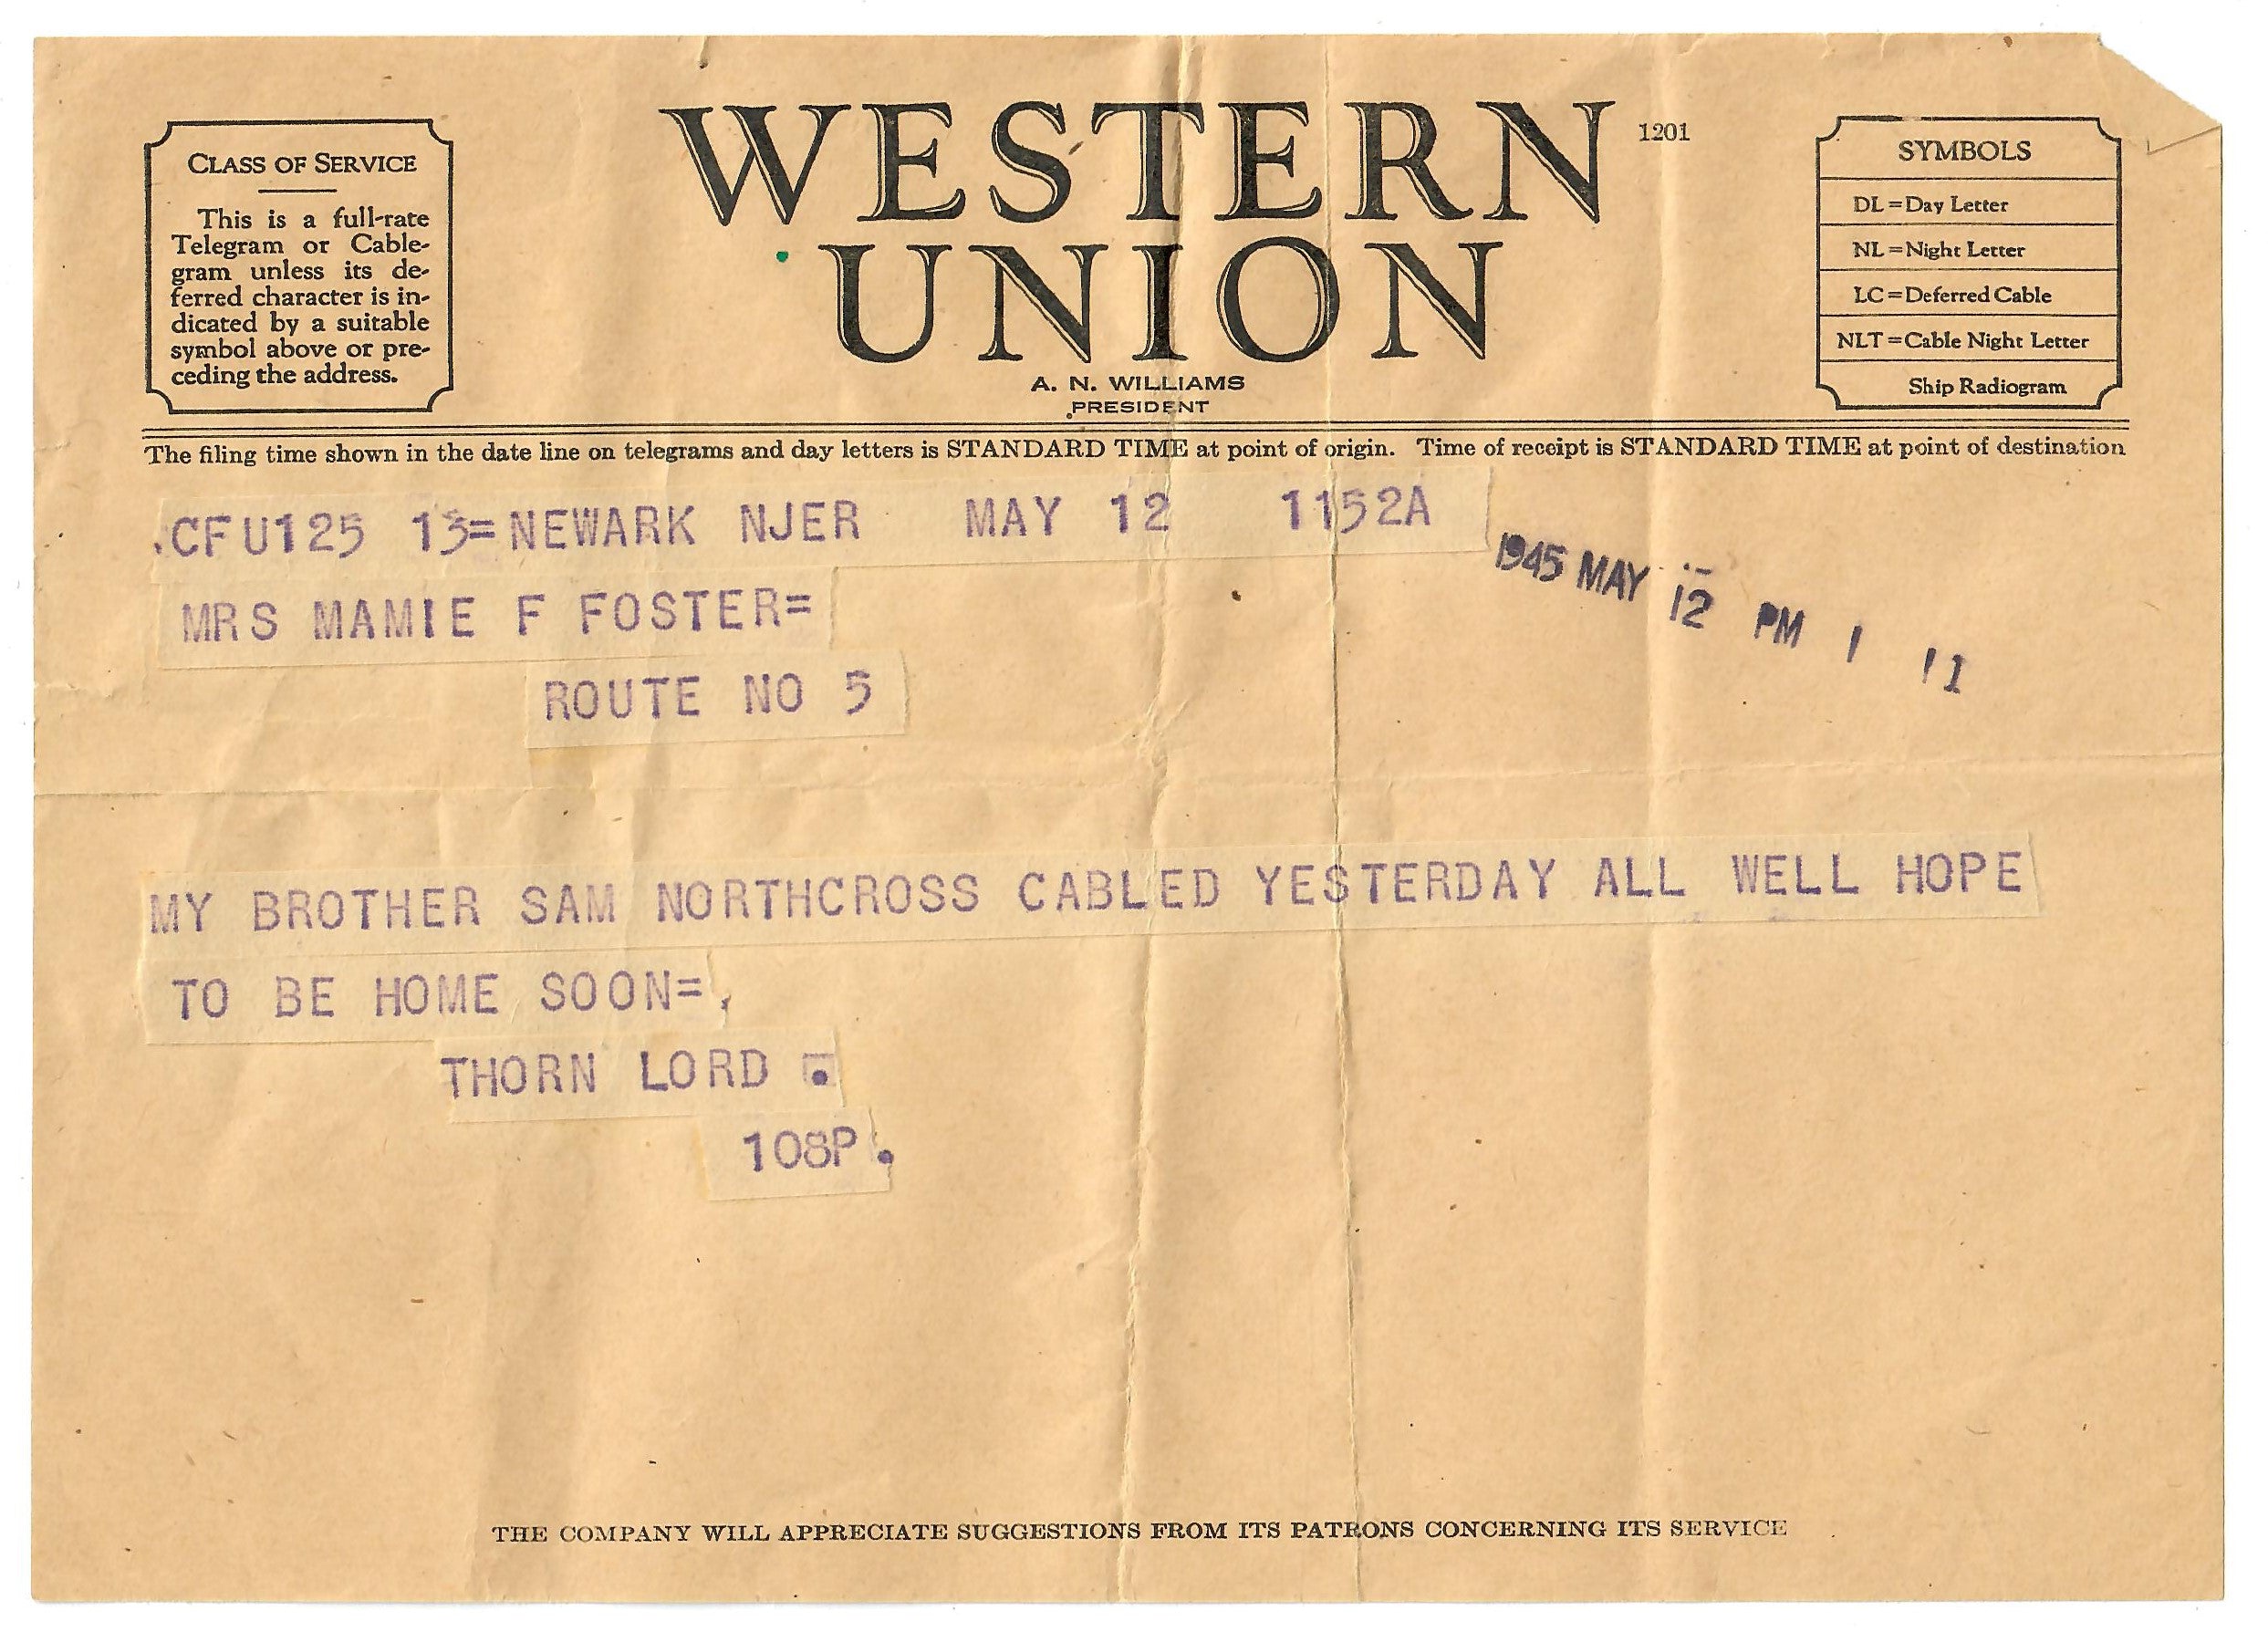 CLASS OF SERVICE
This is a full-rate
Telegram or Cable-
gram unless its de-
ferred character is in-
dicated by a suitable
symbol above or pre-
ceding the address.
WESTERN
UNION
1201
A. N. WILLIAMS
PRESIDENT
SYMBOLS
DL=Day Letter
NL=Night Letter
LC=Deferred Cable
NLT=Cable Night Letter
Ship Radiogram
The filing time shown in the date line on telegrams and day letters is STANDARD TIME at point of origin. Time of receipt is STANDARD TIME at point of destination
.CFU125 13=NEWARK NJER MAY 12 1152A
1945 MAY 12 PM 1 11
MRS MAMIE F FOSTER=
ROUTE NO 5
MY BROTHER SAM NORTHCROSS CABLED YESTERDAY ALL WELL HOPE
TO BE HOME SOON=.
THORN LORD .
108P.
THE COMPANY WILL APPRECIATE SUGGESTIONS FROM ITS PATRONS CONCERNING ITS SERVICE